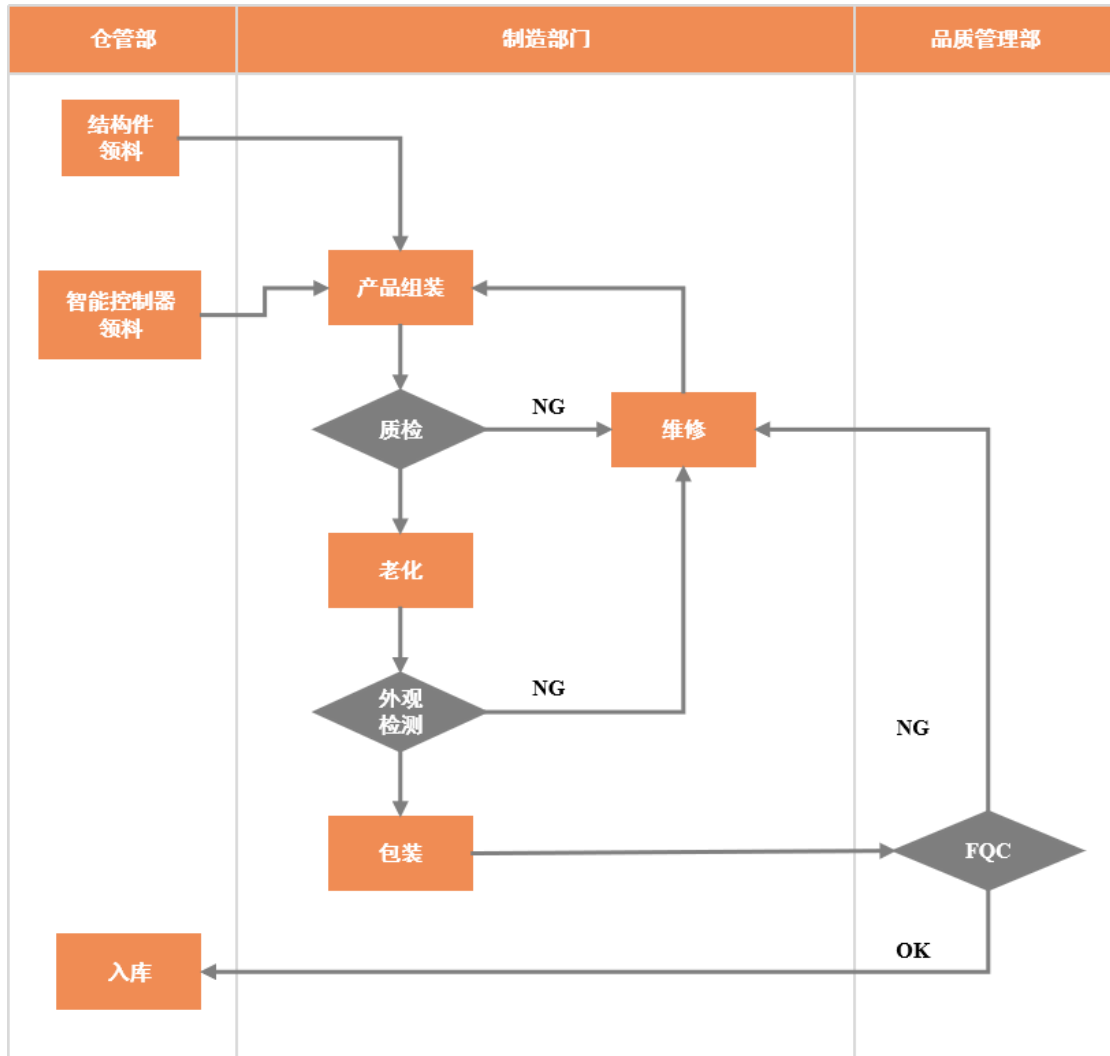 仓管部
制造部门
品质管理部
结构件
领料
产品组装
智能控制器
领料
质检
NG
维修
老化
外观
检测
NG
NG
包装
FQC
OK
入库